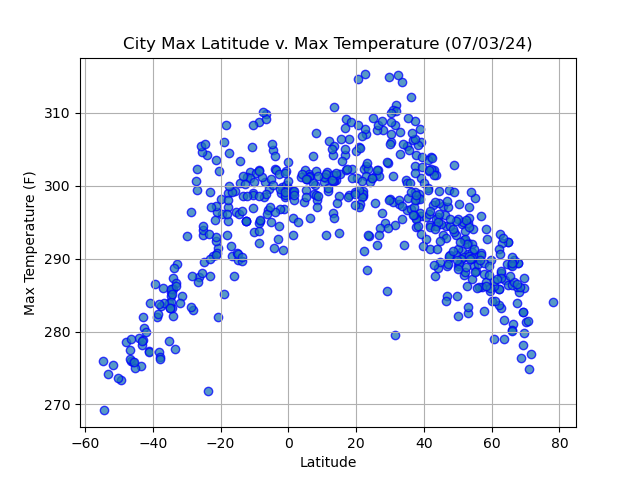 City Max Latitude v. Max Temperature (07/03/24)
Max Temperature (F)
310
300
290
280
270
−60 −40 −20 0 20 40 60 80
Latitude